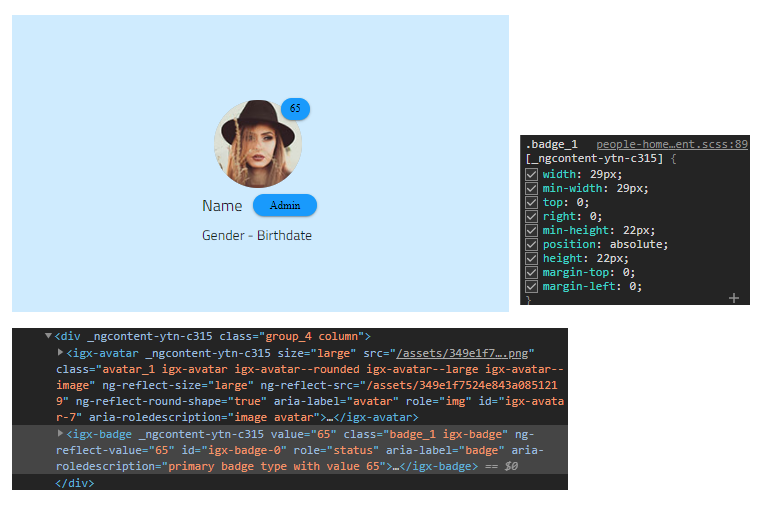 65
Name Admin
Gender - Birthdate
.badge_1 people-home…ent.scss:89
[_ngcontent-ytn-c315] {
width: 29px;
min-width: 29px;
top: 0;
right: 0;
min-height: 22px;
position: absolute;
height: 22px;
margin-top: 0;
margin-left: 0;
}
<div _ngcontent-ytn-c315 class="group_4 column">
<igx-avatar _ngcontent-ytn-c315 size="large" src="/assets/349e1f7….png"
class="avatar_1 igx-avatar igx-avatar--rounded igx-avatar--large igx-avatar--
image" ng-reflect-size="large" ng-reflect-src="/assets/349e1f7524e843a085121
9" ng-reflect-round-shape="true" aria-label="avatar" role="img" id="igx-avata
r-7" aria-roledescription="image avatar">…</igx-avatar>
<igx-badge _ngcontent-ytn-c315 value="65" class="badge_1 igx-badge" ng-
reflect-value="65" id="igx-badge-0" role="status" aria-label="badge" aria-
roledescription="primary badge type with value 65">…</igx-badge> == $0
</div>